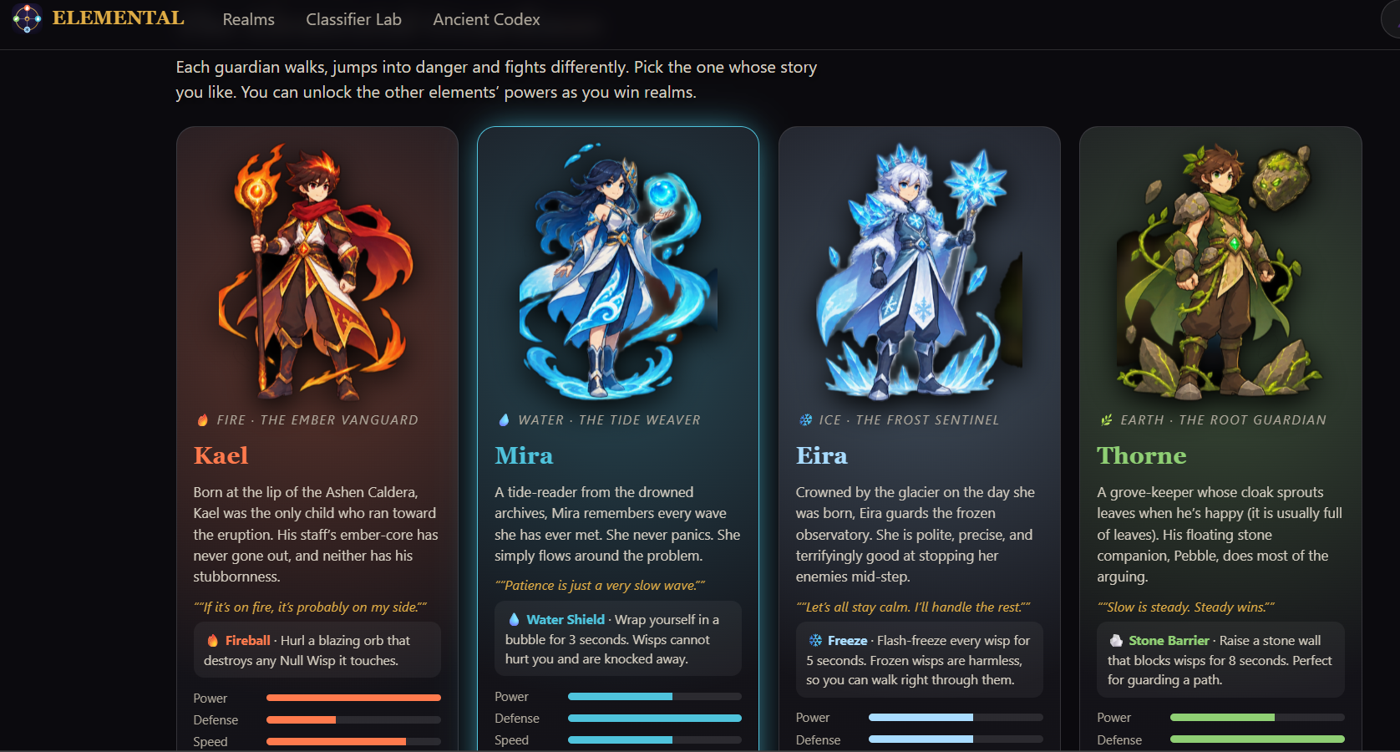 ELEMENTAL
Realms
Classifier Lab
Ancient Codex
Each guardian walks, jumps into danger and fights differently. Pick the one whose story
you like. You can unlock the other elements’ powers as you win realms.
FIRE · THE EMBER VANGUARD
Kael
Born at the lip of the Ashen Caldera,
Kael was the only child who ran toward
the eruption. His staff’s ember-core has
never gone out, and neither has his
stubbornness.
"“If it’s on fire, it’s probably on my side.”"
Fireball · Hurl a blazing orb that
destroys any Null Wisp it touches.
Power
Defense
Speed
WATER · THE TIDE WEAVER
Mira
A tide-reader from the drowned
archives, Mira remembers every wave
she has ever met. She never panics. She
simply flows around the problem.
"“Patience is just a very slow wave.”"
Water Shield · Wrap yourself in a
bubble for 3 seconds. Wisps cannot
hurt you and are knocked away.
Power
Defense
Speed
ICE · THE FROST SENTINEL
Eira
Crowned by the glacier on the day she
was born, Eira guards the frozen
observatory. She is polite, precise, and
terrifyingly good at stopping her
enemies mid-step.
"“Let’s all stay calm. I’ll handle the rest.”"
Freeze · Flash-freeze every wisp for
5 seconds. Frozen wisps are harmless,
so you can walk right through them.
Power
Defense
EARTH · THE ROOT GUARDIAN
Thorne
A grove-keeper whose cloak sprouts
leaves when he’s happy (it is usually full
of leaves). His floating stone
companion, Pebble, does most of the
arguing.
"“Slow is steady. Steady wins.”"
Stone Barrier · Raise a stone wall
that blocks wisps for 8 seconds. Perfect
for guarding a path.
Power
Defense